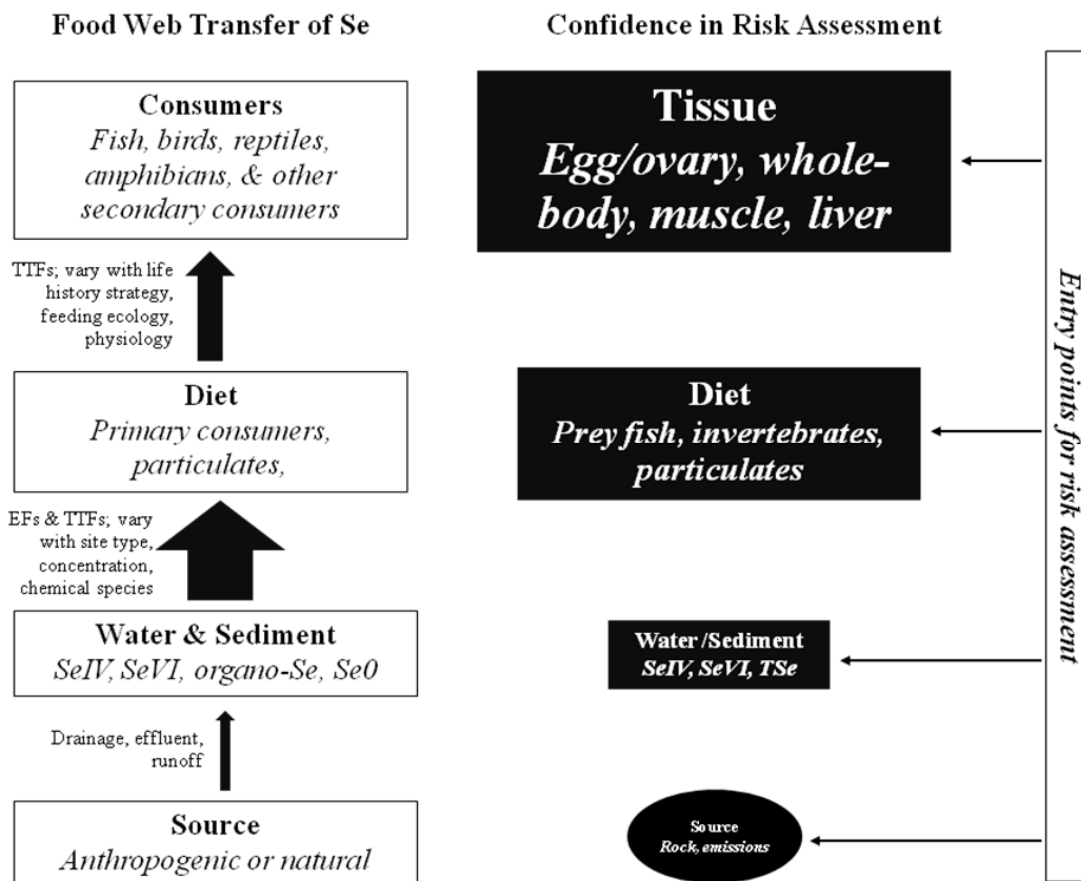 Food Web Transfer of Se
Consumers
Fish, birds, reptiles,
amphibians, & other
secondary consumers
TTFs; vary with life
history strategy,
feeding ecology,
physiology
Diet
Primary consumers,
particulates,
EFs & TTFs; vary
with site type,
concentration,
chemical species
Water & Sediment
SeIV, SeVI, organo-Se, Se0
Drainage, effluent,
runoff
Source
Anthropogenic or natural
Confidence in Risk Assessment
Tissue
Egg/ovary, whole-
body, muscle, liver
Diet
Prey fish, invertebrates,
particulates
Water/Sediment
SeIV, SeVI, TSe
Source
Rock, emissions
Entry points for risk assessment